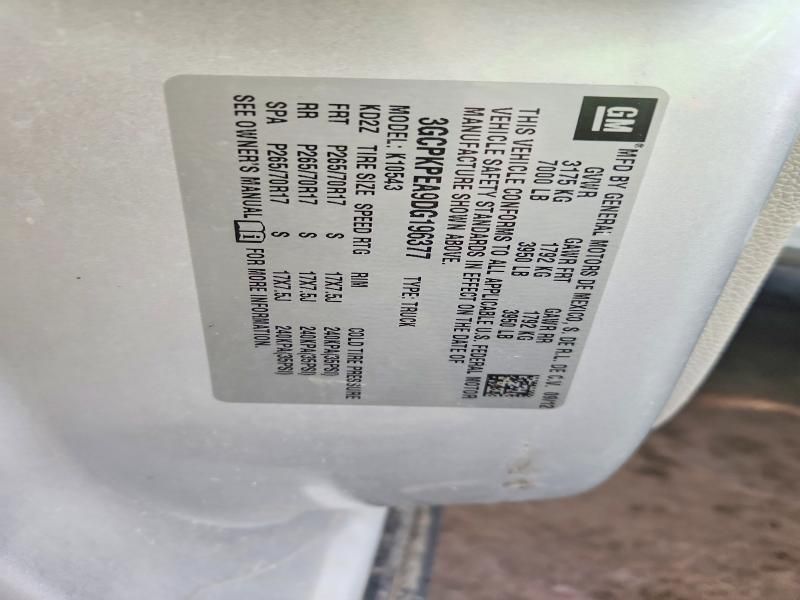 GM® MFD BY GENERAL MOTORS DE MEXICO, S. DE R.L. DE C.V. 09/12
GVWR GAWR FRT GAWR RR
3175 KG 1792 KG 1792 KG
7000 LB 3950 LB 3950 LB
THIS VEHICLE CONFORMS TO ALL APPLICABLE U.S. FEDERAL MOTOR
VEHICLE SAFETY STANDARDS IN EFFECT ON THE DATE OF
MANUFACTURE SHOWN ABOVE.
3GCPKPEA9DG196377 TYPE: TRUCK
MODEL: K10543
KD2Z TIRE SIZE SPEED RTG RIM COLD TIRE PRESSURE
FRT P265/70R17 S 17X7.5J 240KPA(35PSI)
RR P265/70R17 S 17X7.5J 240KPA(35PSI)
SPA P265/70R17 S 17X7.5J 240KPA(35PSI)
SEE OWNER'S MANUAL FOR MORE INFORMATION.